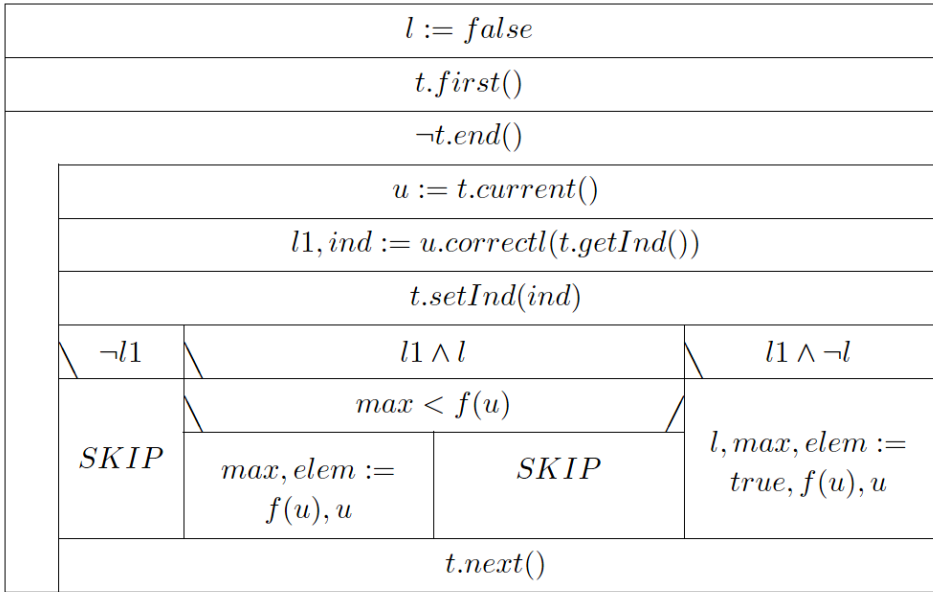 l := false
t.first()
¬t.end()
u := t.current()
l1, ind := u.correctl(t.getInd())
t.setInd(ind)
¬l1
l1 ∧ l
l1 ∧ ¬l
max < f(u)
SKIP
max, elem :=
f(u), u
SKIP
l, max, elem :=
true, f(u), u
t.next()